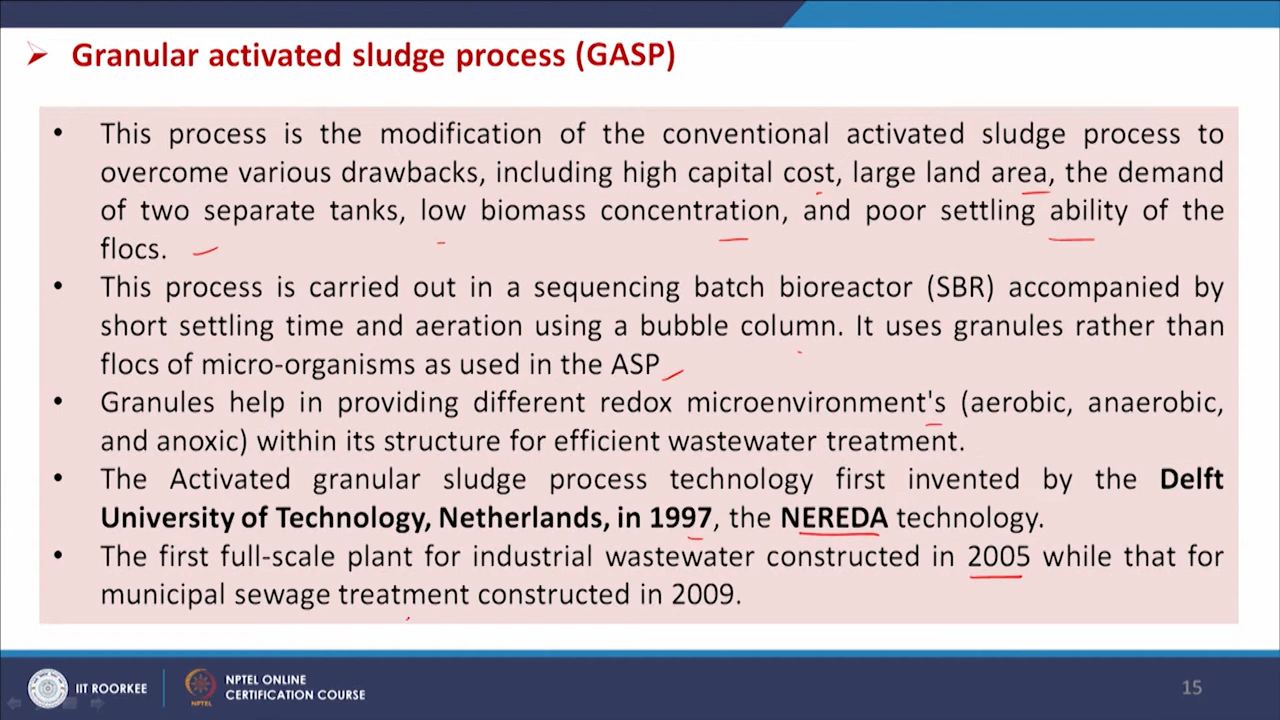 Granular activated sludge process (GASP)
• This process is the modification of the conventional activated sludge process to
overcome various drawbacks, including high capital cost, large land area, the demand
of two separate tanks, low biomass concentration, and poor settling ability of the
flocs.
• This process is carried out in a sequencing batch bioreactor (SBR) accompanied by
short settling time and aeration using a bubble column. It uses granules rather than
flocs of micro-organisms as used in the ASP
• Granules help in providing different redox microenvironment's (aerobic, anaerobic,
and anoxic) within its structure for efficient wastewater treatment.
• The Activated granular sludge process technology first invented by the Delft
University of Technology, Netherlands, in 1997, the NEREDA technology.
• The first full-scale plant for industrial wastewater constructed in 2005 while that for
municipal sewage treatment constructed in 2009.
IIT ROORKEE
NPTEL
NPTEL ONLINE
CERTIFICATION COURSE
15